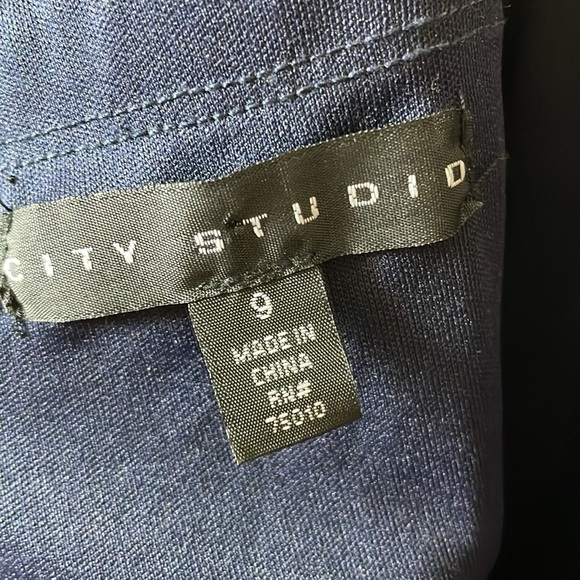 CITY STUDIO
9
MADE IN
CHINA
RN#
75010